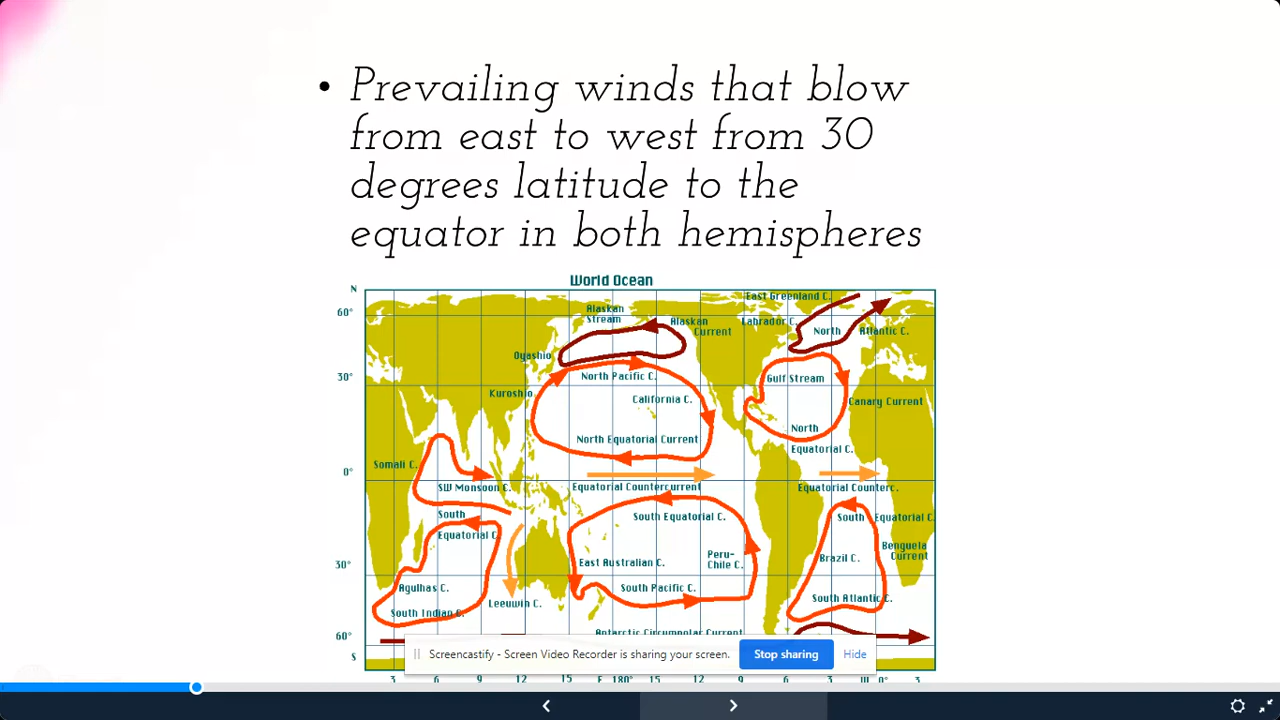 • Prevailing winds that blow
from east to west from 30
degrees latitude to the
equator in both hemispheres
World Ocean
N
60°
30°
0°
30°
60°
S
East Greenland C.
Alaskan
Stream
Alaskan
Current
Labrador C.
North
Atlantic C.
Oyashio
North Pacific C.
Gulf Stream
Kuroshio
California C.
Canary Current
North
North Equatorial Current
Equatorial C.
Somali C.
SW Monsoon C.
Equatorial Countercurrent
Equatorial Counterc.
South
Equatorial C.
South Equatorial C.
South Equatorial C.
Benguela
Current
East Australian C.
Peru-
Chile C.
Brazil C.
Agulhas C.
South Pacific C.
South Atlantic C.
South Indian C.
Leeuwin C.
Antarctic Circumpolar Current
Screencastify - Screen Video Recorder is sharing your screen.
Stop sharing
Hide
3 6 9 12 15 E 180° 15 12 9 6 W 0° 3